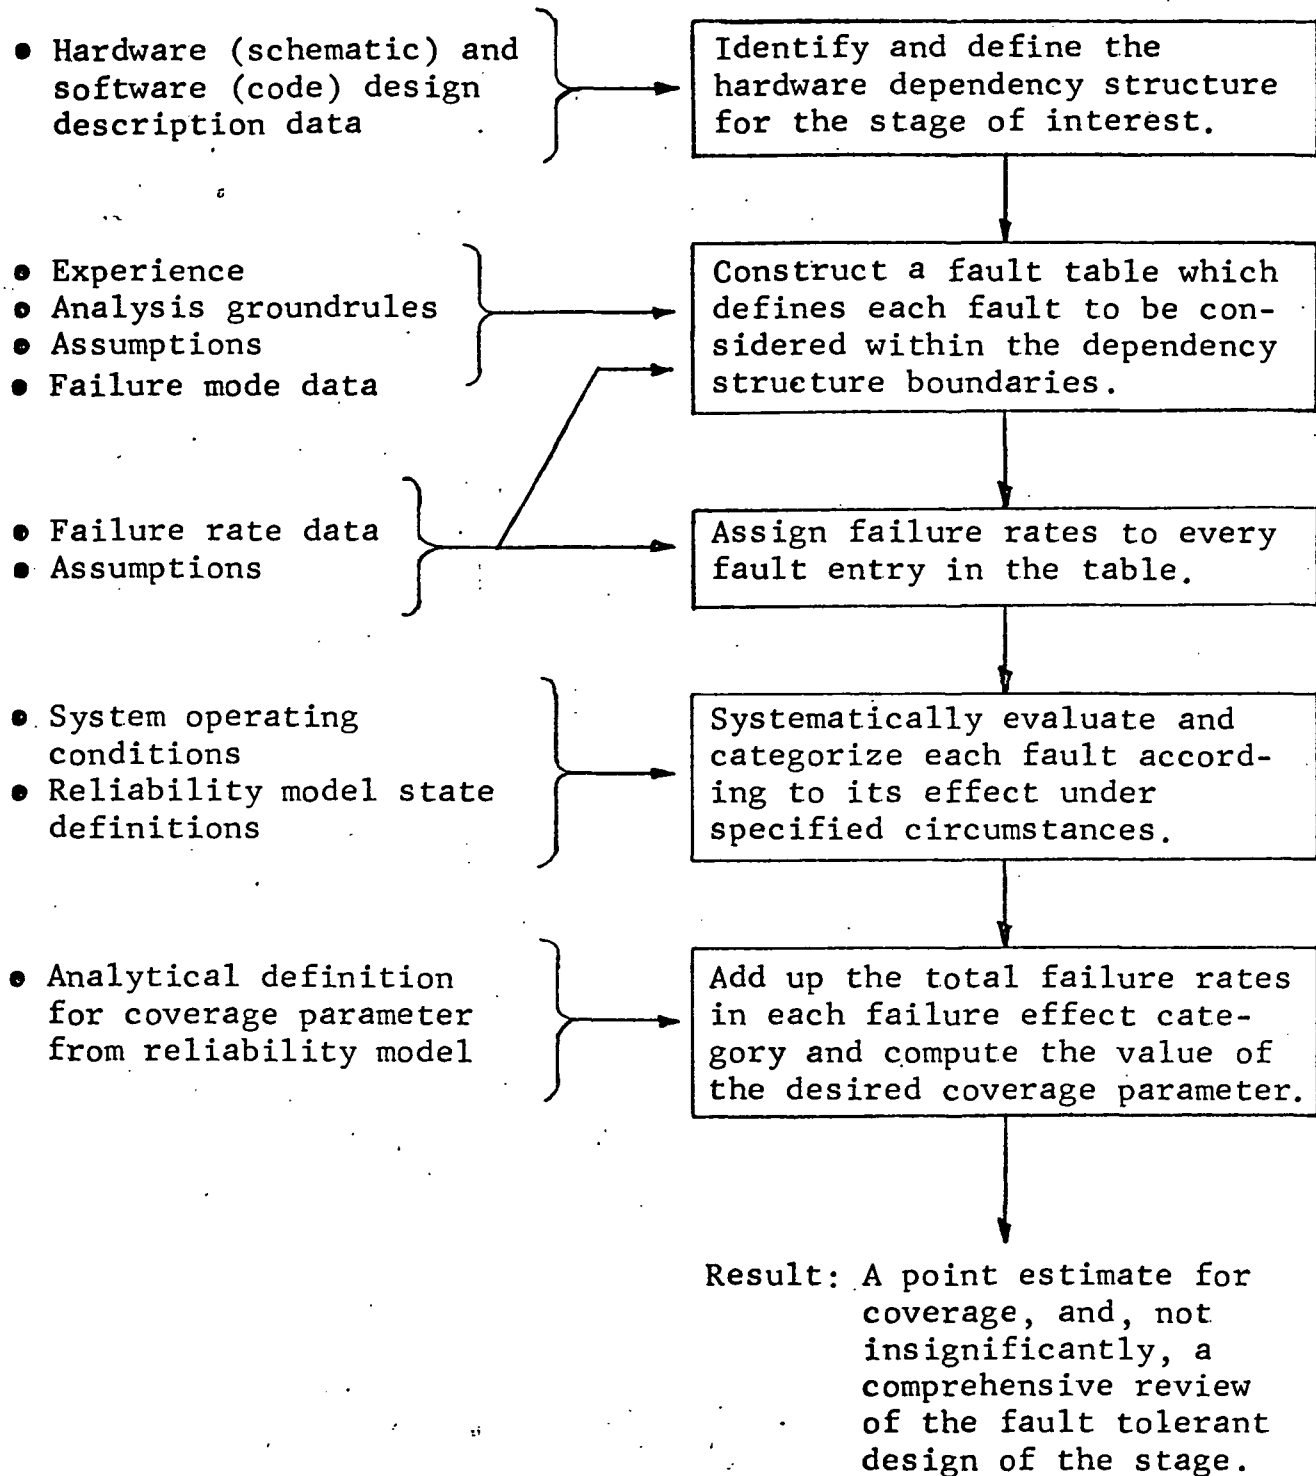 • Hardware (schematic) and
software (code) design
description data
Identify and define the
hardware dependency structure
for the stage of interest.
• Experience
• Analysis groundrules
• Assumptions
• Failure mode data
Construct a fault table which
defines each fault to be con-
sidered within the dependency
structure boundaries.
• Failure rate data
• Assumptions
Assign failure rates to every
fault entry in the table.
• System operating
conditions
• Reliability model state
definitions
Systematically evaluate and
categorize each fault accord-
ing to its effect under
specified circumstances.
• Analytical definition
for coverage parameter
from reliability model
Add up the total failure rates
in each failure effect cate-
gory and compute the value of
the desired coverage parameter.
Result: A point estimate for
coverage, and, not
insignificantly, a
comprehensive review
of the fault tolerant
design of the stage.